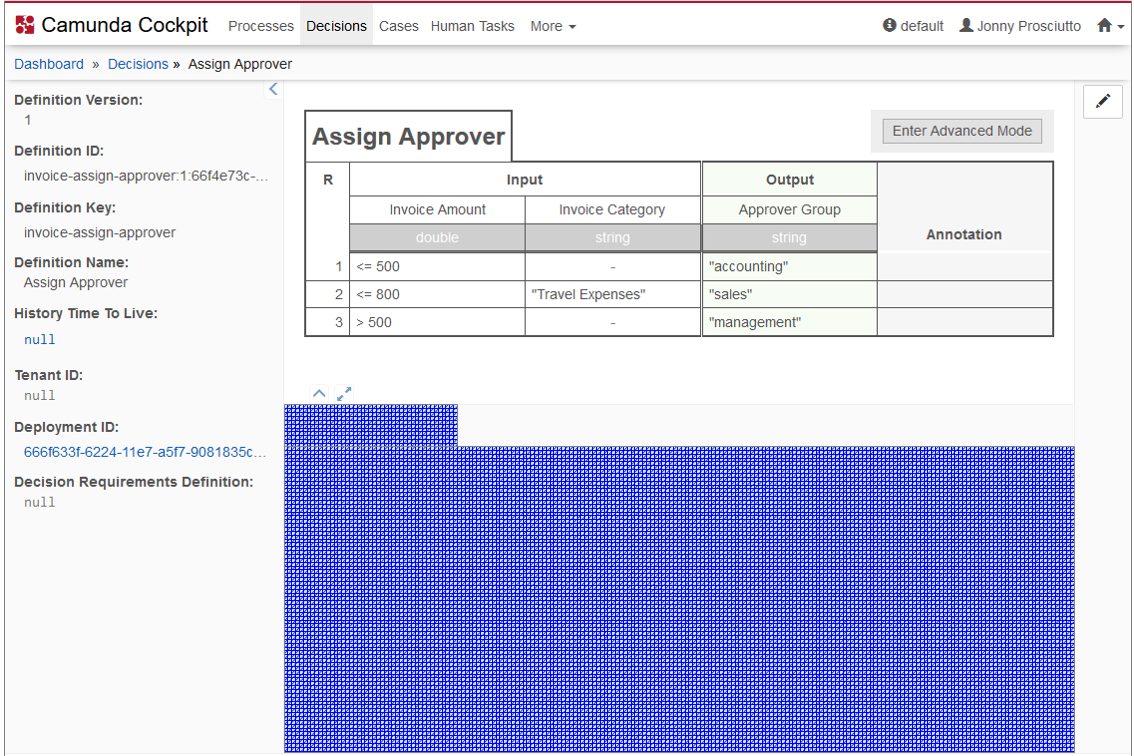 Camunda Cockpit Processes Decisions Cases Human Tasks More default Jonny Prosciutto
Dashboard » Decisions » Assign Approver
Definition Version:
1
Definition ID:
invoice-assign-approver:1:66f4e73c-...
Definition Key:
invoice-assign-approver
Definition Name:
Assign Approver
History Time To Live:
null
Tenant ID:
null
Deployment ID:
666f633f-6224-11e7-a5f7-9081835c...
Decision Requirements Definition:
null
Assign Approver
Enter Advanced Mode
R Input Output Annotation
Invoice Amount Invoice Category Approver Group
double string string
1 <= 500 - "accounting"
2 <= 800 "Travel Expenses" "sales"
3 > 500 - "management"